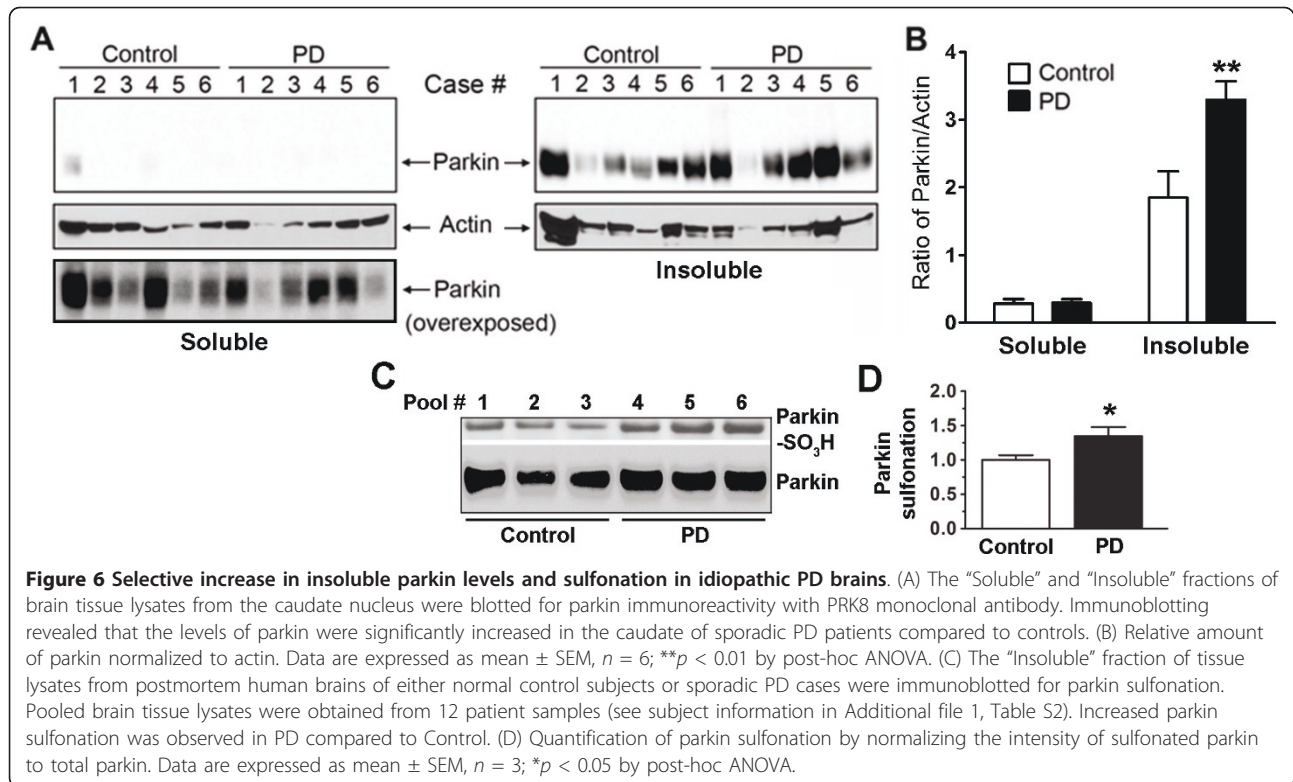 A
Control PD
1 2 3 4 5 6 1 2 3 4 5 6
Case #
Control PD
1 2 3 4 5 6 1 2 3 4 5 6
Parkin
Actin
Parkin
(overexposed)
Soluble
Insoluble
B
Ratio of Parkin/Actin
4
3
2
1
0
Control
PD
**
Soluble Insoluble
C
Pool # 1 2 3 4 5 6
Parkin
-SO₃H
Parkin
Control PD
D
Parkin
sulfonation
2.0
1.5
1.0
0.5
0.0
*
Control PD
Figure 6 Selective increase in insoluble parkin levels and sulfonation in idiopathic PD brains. (A) The “Soluble” and “Insoluble” fractions of
brain tissue lysates from the caudate nucleus were blotted for parkin immunoreactivity with PRK8 monoclonal antibody. Immunoblotting
revealed that the levels of parkin were significantly increased in the caudate of sporadic PD patients compared to controls. (B) Relative amount
of parkin normalized to actin. Data are expressed as mean ± SEM, n = 6; **p < 0.01 by post-hoc ANOVA. (C) The “Insoluble” fraction of tissue
lysates from postmortem human brains of either normal control subjects or sporadic PD cases were immunoblotted for parkin sulfonation.
Pooled brain tissue lysates were obtained from 12 patient samples (see subject information in Additional file 1, Table S2). Increased parkin
sulfonation was observed in PD compared to Control. (D) Quantification of parkin sulfonation by normalizing the intensity of sulfonated parkin
to total parkin. Data are expressed as mean ± SEM, n = 3; *p < 0.05 by post-hoc ANOVA.